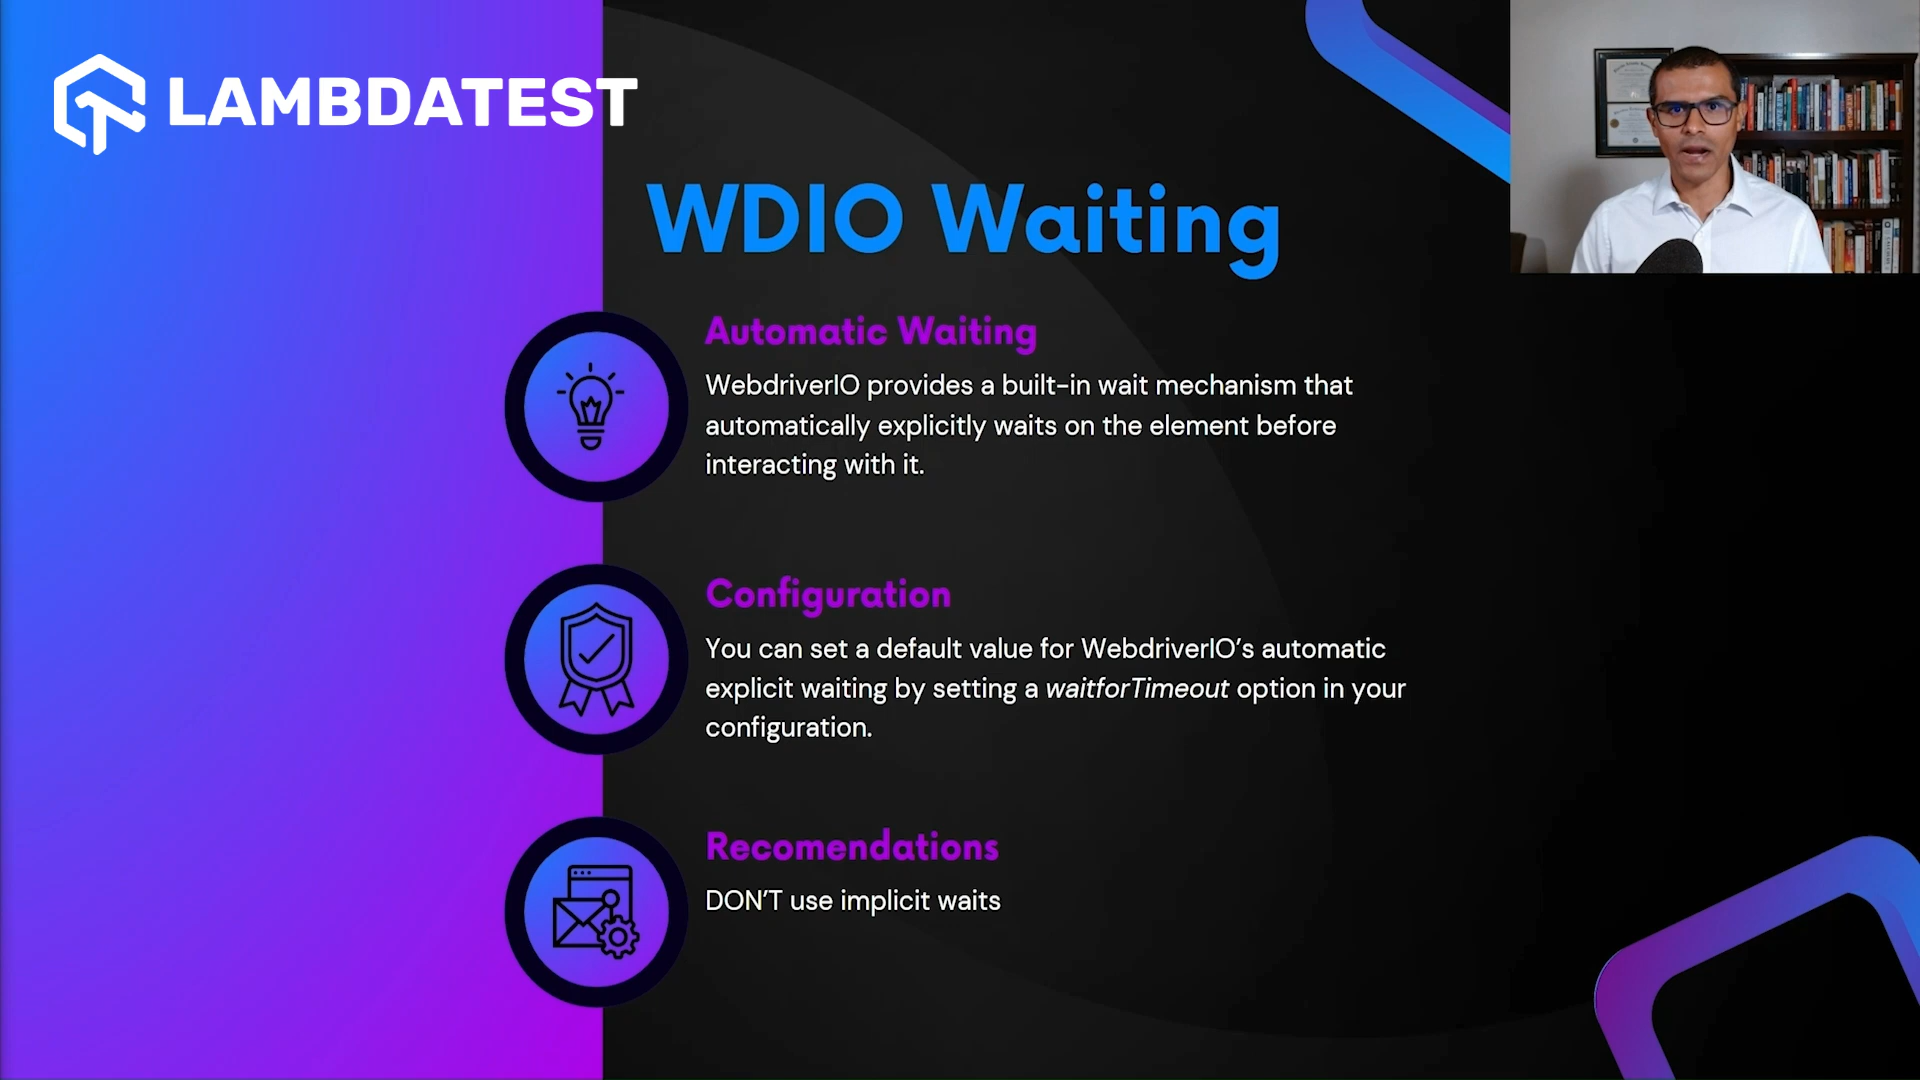 LAMBDATEST
WDIO Waiting
Automatic Waiting
WebdriverIO provides a built-in wait mechanism that
automatically explicitly waits on the element before
interacting with it.
Configuration
You can set a default value for WebdriverIO’s automatic
explicit waiting by setting a waitforTimeout option in your
configuration.
Recomendations
DON’T use implicit waits